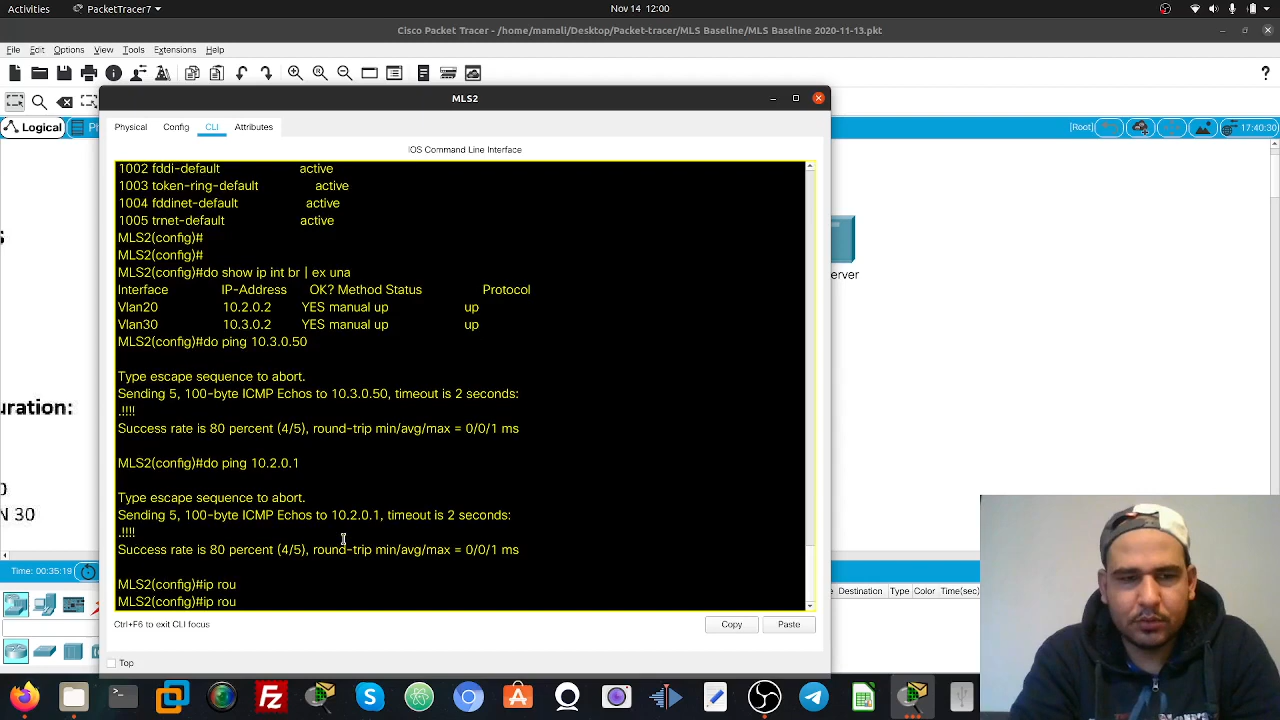 Activities
PacketTracer7
Nov 14 12:00
Cisco Packet Tracer - /home/mamali/Desktop/Packet-tracer/MLS Baseline/MLS Baseline 2020-11-13.pkt
File Edit Options View Tools Extensions Help
MLS2
Logical
[Root]
17:40:30
Physical Config CLI Attributes
IOS Command Line Interface
1002 fddi-default active
1003 token-ring-default active
1004 fddinet-default active
1005 trnet-default active
MLS2(config)#
MLS2(config)#
MLS2(config)#do show ip int br | ex una
Interface IP-Address OK? Method Status Protocol
Vlan20 10.2.0.2 YES manual up up
Vlan30 10.3.0.2 YES manual up up
MLS2(config)#do ping 10.3.0.50
Type escape sequence to abort.
Sending 5, 100-byte ICMP Echos to 10.3.0.50, timeout is 2 seconds:
.!!!!
Success rate is 80 percent (4/5), round-trip min/avg/max = 0/0/1 ms
MLS2(config)#do ping 10.2.0.1
Type escape sequence to abort.
Sending 5, 100-byte ICMP Echos to 10.2.0.1, timeout is 2 seconds:
.!!!!
Success rate is 80 percent (4/5), round-trip min/avg/max = 0/0/1 ms
MLS2(config)#ip rou
MLS2(config)#ip rou
Ctrl+F6 to exit CLI focus
Copy
Paste
Top
erver
uration:
N 30
Time: 00:35:19
Destination Type Color Time(sec)